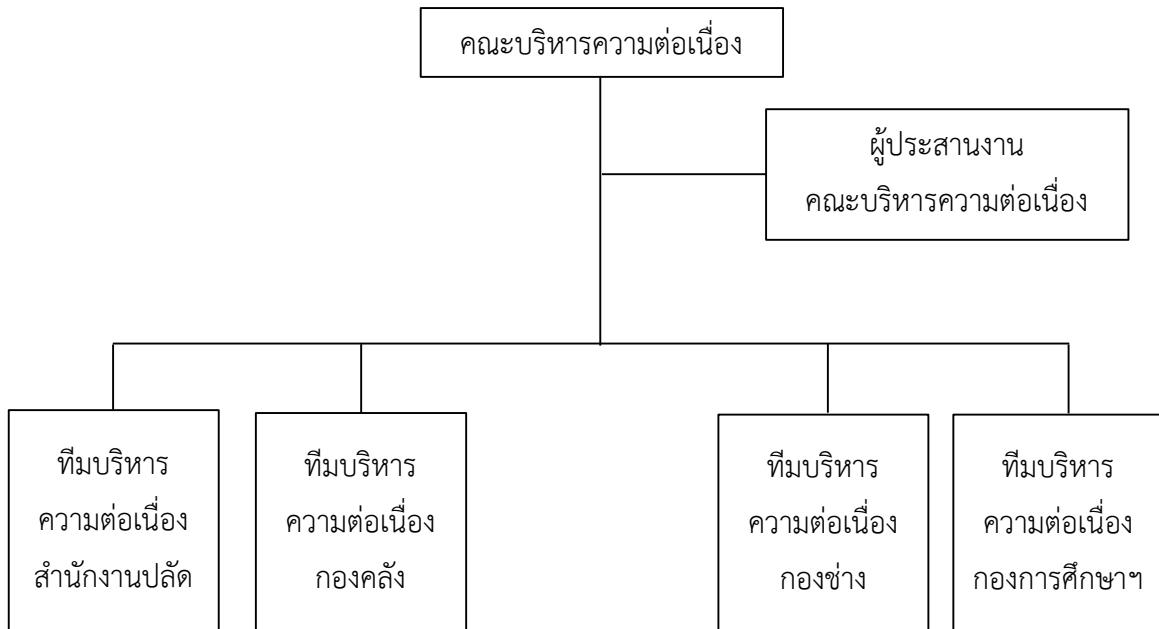 คณะบริหารความต่อเนื่อง
ผู้ประสานงาน
คณะบริหารความต่อเนื่อง
ทีมบริหาร
ความต่อเนื่อง
สำนักงานปลัด
ทีมบริหาร
ความต่อเนื่อง
กองคลัง
ทีมบริหาร
ความต่อเนื่อง
กองช่าง
ทีมบริหาร
ความต่อเนื่อง
กองการศึกษาฯ